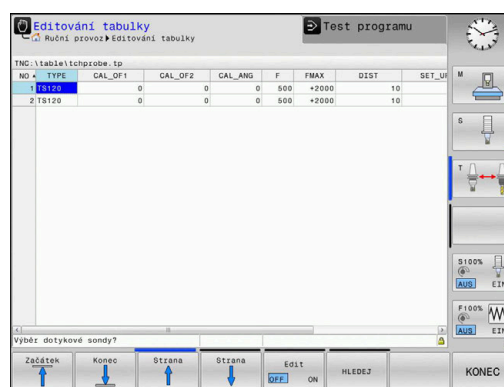 Editování tabulky
Ruční provoz Editování tabulky
Test programu
TNC:\table\tchprobe.tp
NO TYPE CAL_OF1 CAL_OF2 CAL_ANG F FMAX DIST SET_U
1 TS120 0 0 0 500 +2000 10
2 TS120 0 0 0 500 +2000 10
M
S
T
S100%
AUS EIN
F100%
AUS EIN
Výběr dotykové sondy?
Začátek Konec Strana Strana Edit OFF ON HLEDEJ KONEC